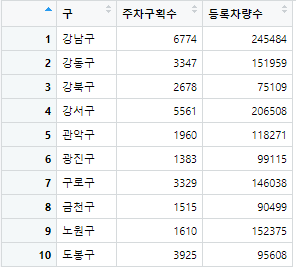 구 주차구획수 등록차량수
1 강남구 6774 245484
2 강동구 3347 151959
3 강북구 2678 75109
4 강서구 5561 206508
5 관악구 1960 118271
6 광진구 1383 99115
7 구로구 3329 146038
8 금천구 1515 90499
9 노원구 1610 152375
10 도봉구 3925 95608